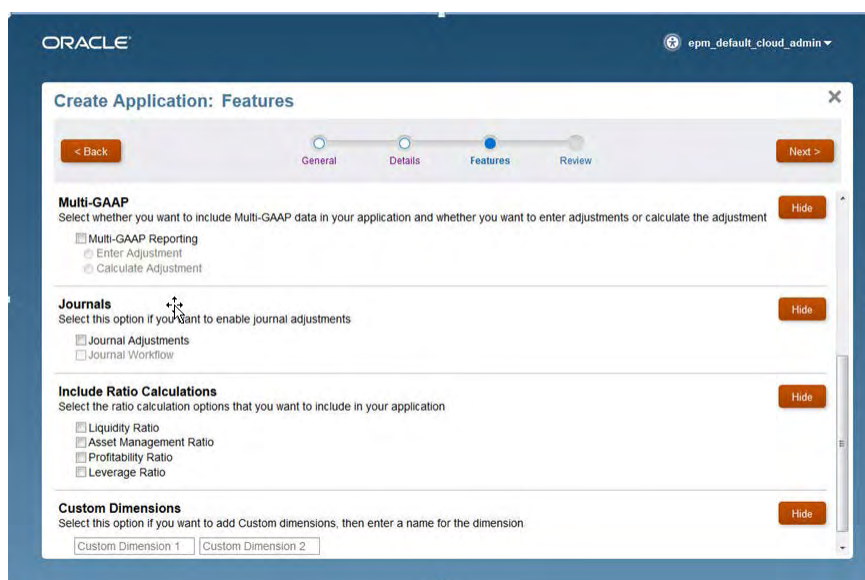 ORACLE
epm_default_cloud_admin
Create Application: Features
< Back
General
Details
Features
Review
Next >
Multi-GAAP
Hide
Select whether you want to include Multi-GAAP data in your application and whether you want to enter adjustments or calculate the adjustment
Multi-GAAP Reporting
Enter Adjustment
Calculate Adjustment
Journals
Hide
Select this option if you want to enable journal adjustments
Journal Adjustments
Journal Workflow
Include Ratio Calculations
Hide
Select the ratio calculation options that you want to include in your application
Liquidity Ratio
Asset Management Ratio
Profitability Ratio
Leverage Ratio
Custom Dimensions
Hide
Select this option if you want to add Custom dimensions, then enter a name for the dimension
Custom Dimension 1
Custom Dimension 2